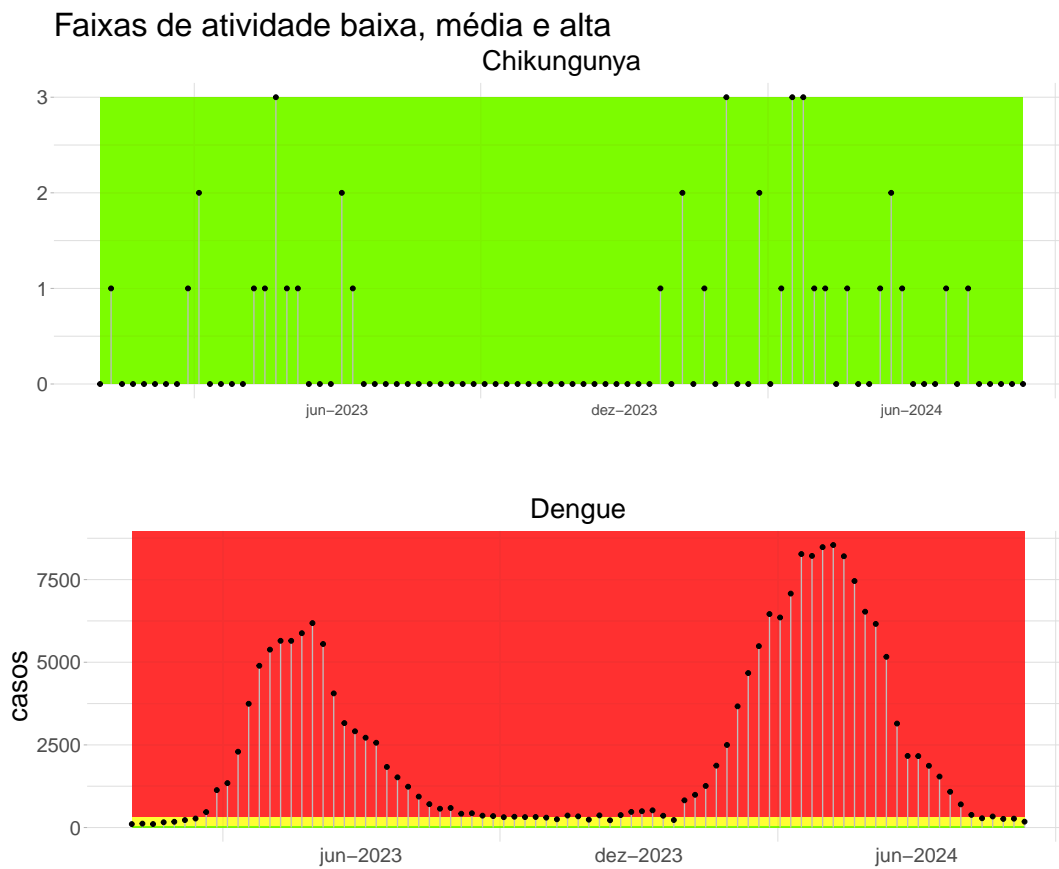 Faixas de atividade baixa, média e alta
Chikungunya
3
2
1
0
jun−2023 dez−2023 jun−2024
Dengue
casos
7500
5000
2500
0
jun−2023 dez−2023 jun−2024